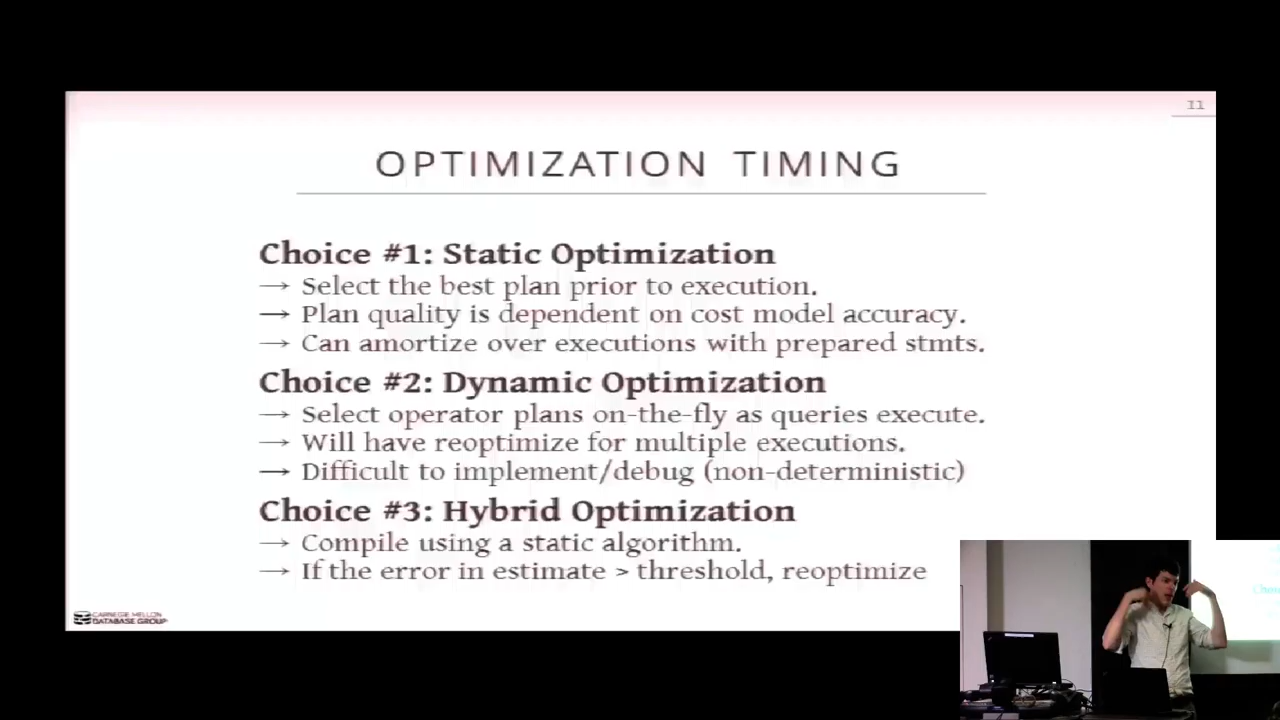 11
OPTIMIZATION TIMING
Choice #1: Static Optimization
→ Select the best plan prior to execution.
→ Plan quality is dependent on cost model accuracy.
→ Can amortize over executions with prepared stmts.
Choice #2: Dynamic Optimization
→ Select operator plans on-the-fly as queries execute.
→ Will have reoptimize for multiple executions.
→ Difficult to implement/debug (non-deterministic)
Choice #3: Hybrid Optimization
→ Compile using a static algorithm.
→ If the error in estimate > threshold, reoptimize
CARNEGIE MELLON
DATABASE GROUP